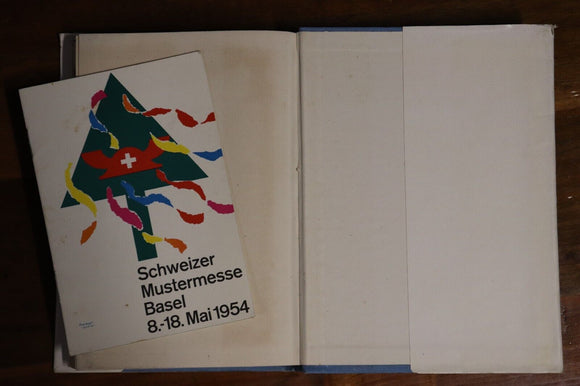 Schweizer
Mustermesse
Basel
8.-18. Mai 1954